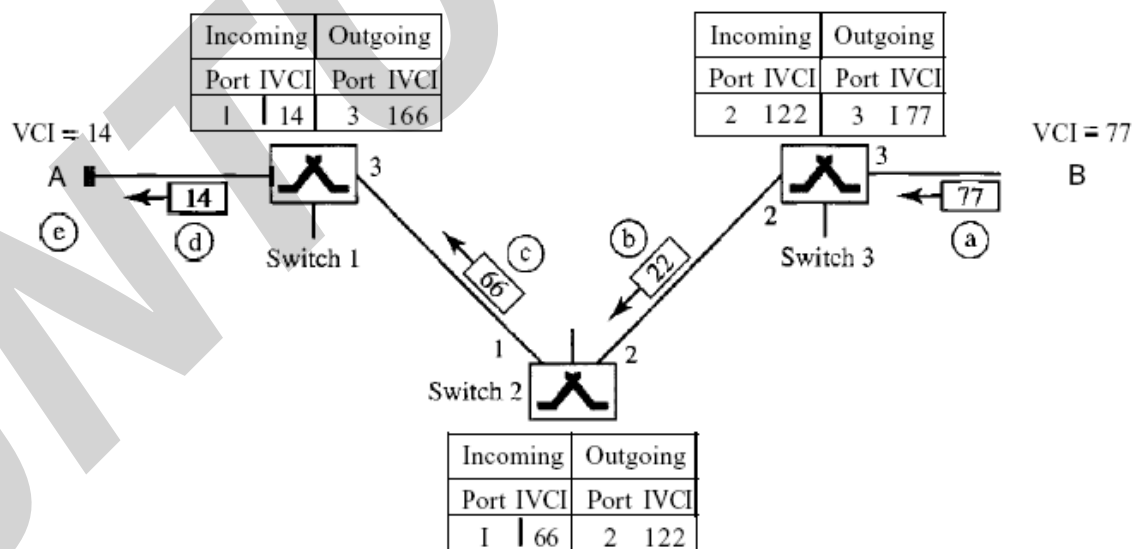 Incoming Outgoing
Port IVCI Port IVCI
I 14 3 166
Incoming Outgoing
Port IVCI Port IVCI
2 122 3 I 77
VCI = 14
VCI = 77
A
14
3
3
77
B
2
e
d
Switch 1
c
66
b
22
Switch 3
a
1
2
Switch 2
Incoming Outgoing
Port IVCI Port IVCI
I 66 2 122